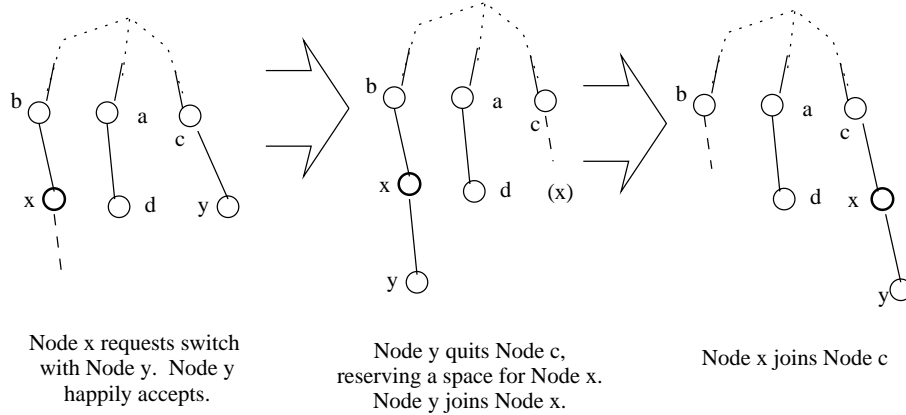 b
a
c
x
d
y
Node x requests switch
with Node y. Node y
happily accepts.
b
a
c
x
d
(x)
y
Node y quits Node c,
reserving a space for Node x.
Node y joins Node x.
b
a
c
d
x
y
Node x joins Node c